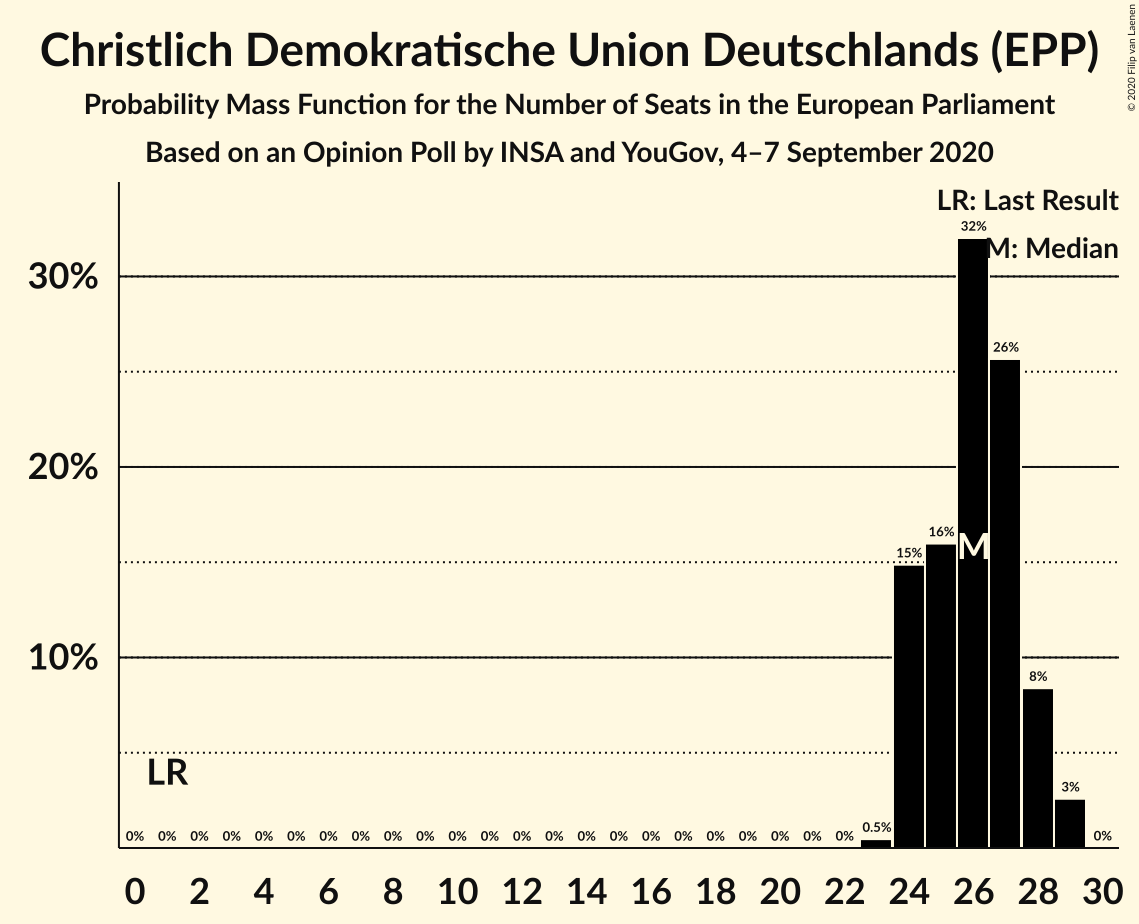 Christlich Demokratische Union Deutschlands (EPP)
Probability Mass Function for the Number of Seats in the European Parliament
Based on an Opinion Poll by INSA and YouGov, 4–7 September 2020
© 2020 Filip van Laenen
LR: Last Result
M: Median
32%
30%
26%
20%
16%
15%
M
10%
8%
LR
3%
0% 0% 0% 0% 0% 0% 0% 0% 0% 0% 0% 0% 0% 0% 0% 0% 0% 0% 0% 0% 0% 0% 0% 0.5% 0%
0 2 4 6 8 10 12 14 16 18 20 22 24 26 28 30